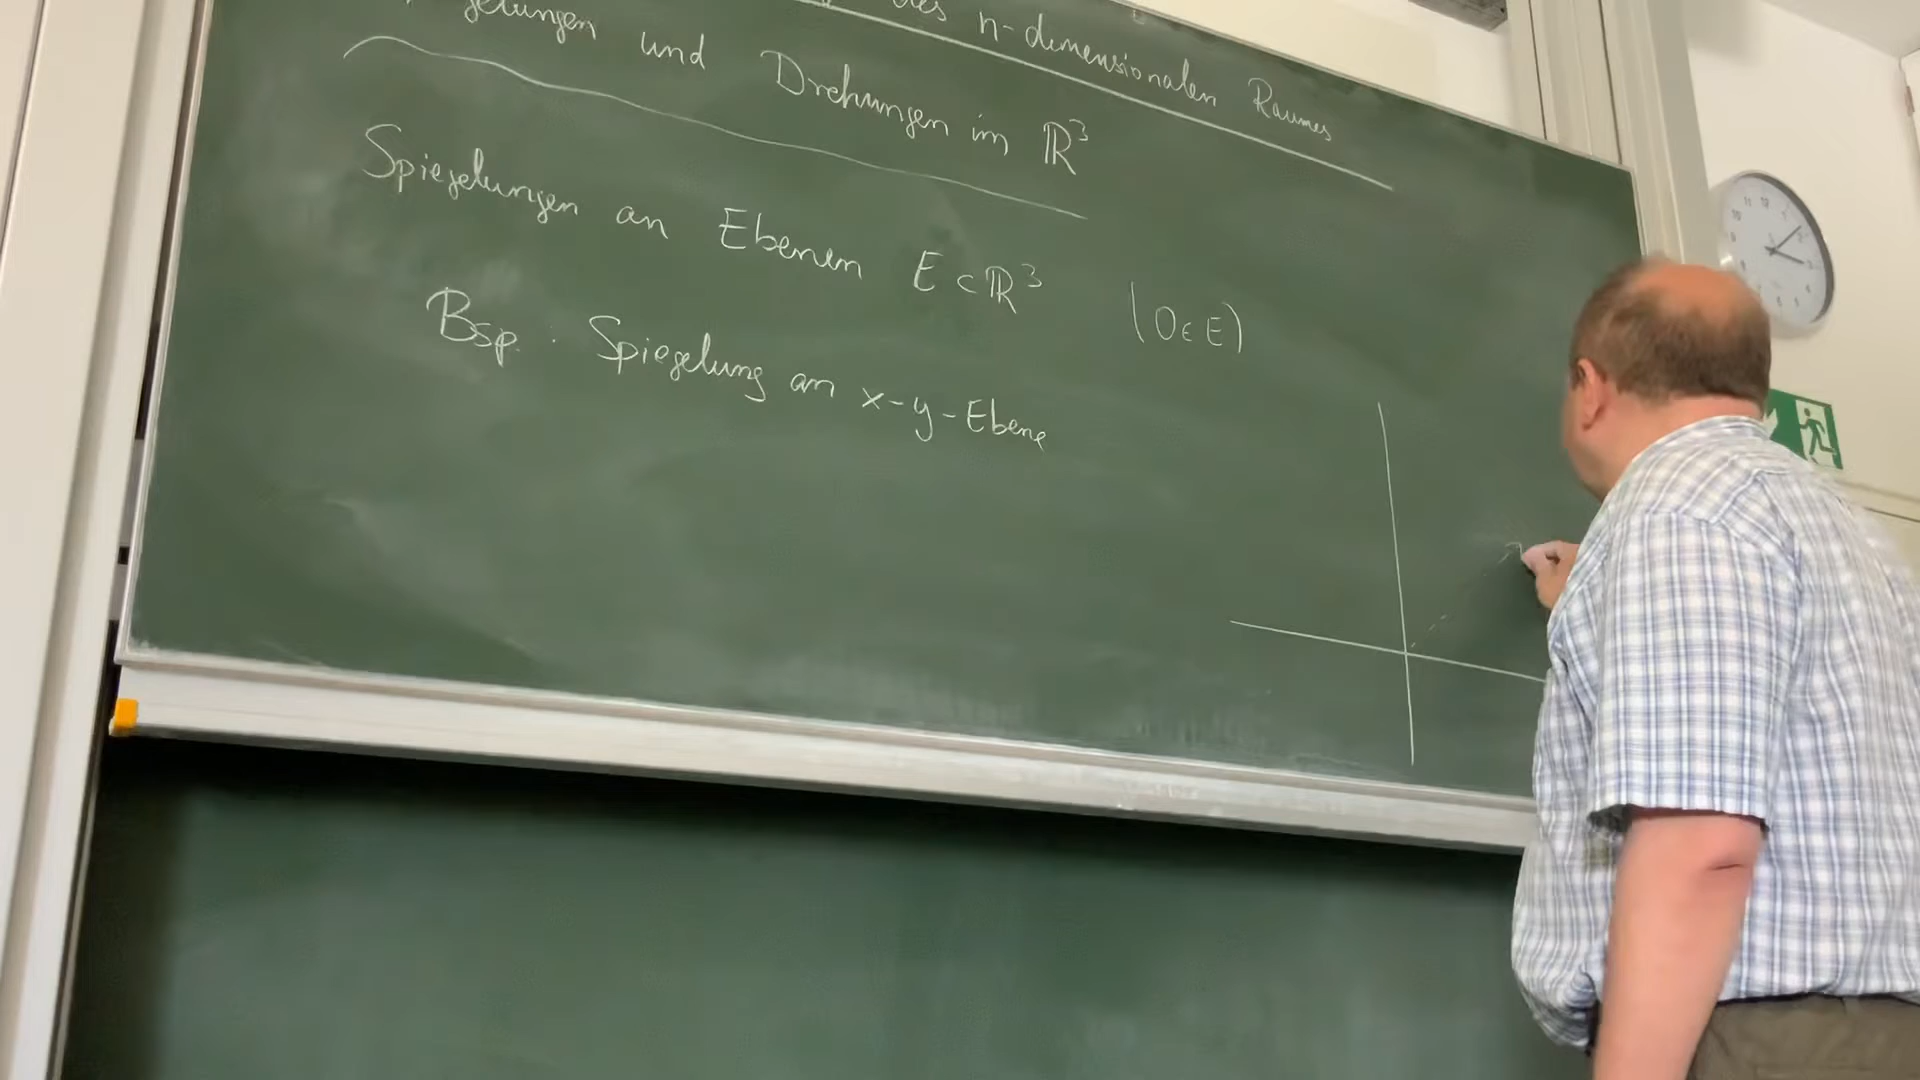 des n-dimensionalen Raumes
gelungen und Drehungen im ℝ³
Spiegelungen an Ebenen E ⊂ ℝ³ (0 ∈ E)
Bsp. : Spiegelung an x-y-Ebene